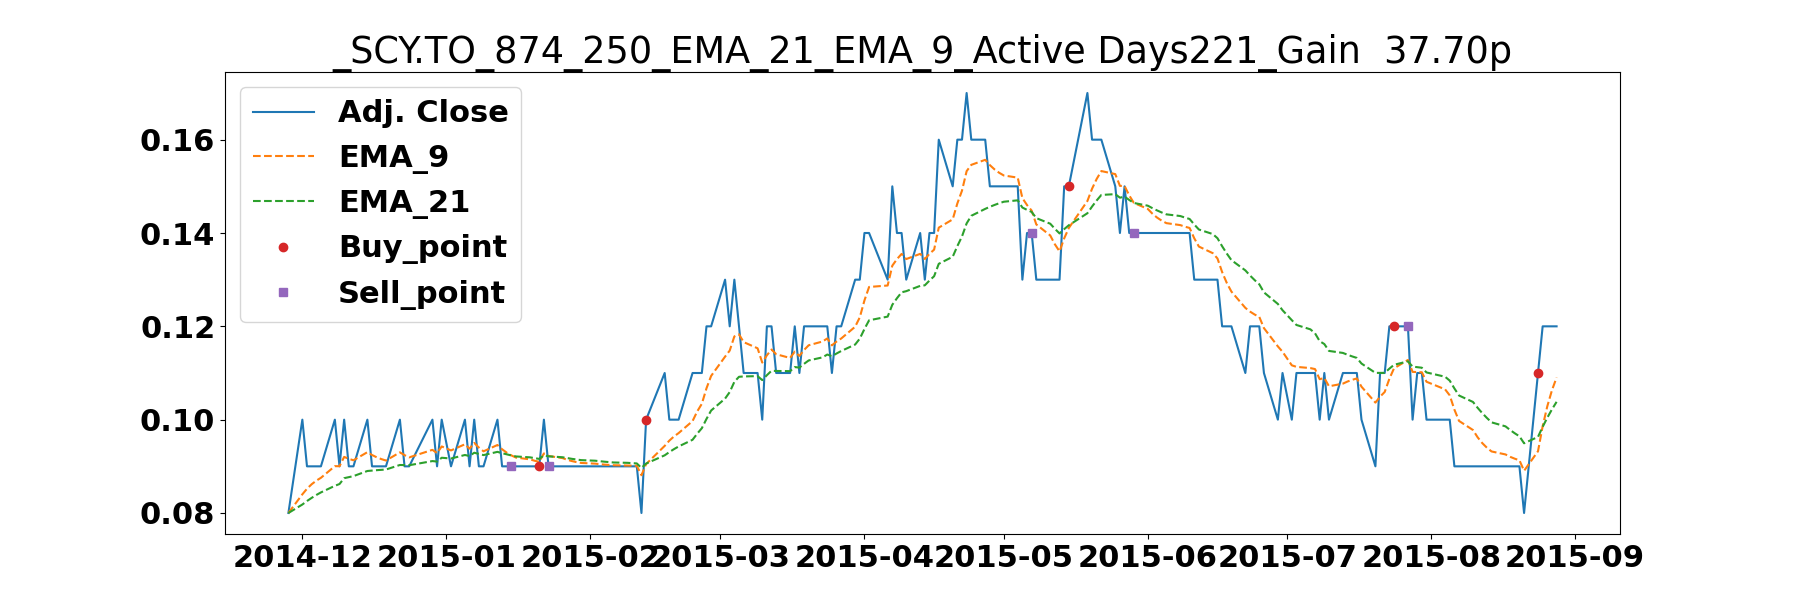 _SCY.TO_874_250_EMA_21_EMA_9_Active Days221_Gain  37.70p
Adj. Close
EMA_9
EMA_21
Buy_point
Sell_point
0.16
0.14
0.12
0.10
0.08
2014-12 2015-01 2015-02 2015-03 2015-04 2015-05 2015-06 2015-07 2015-08 2015-09